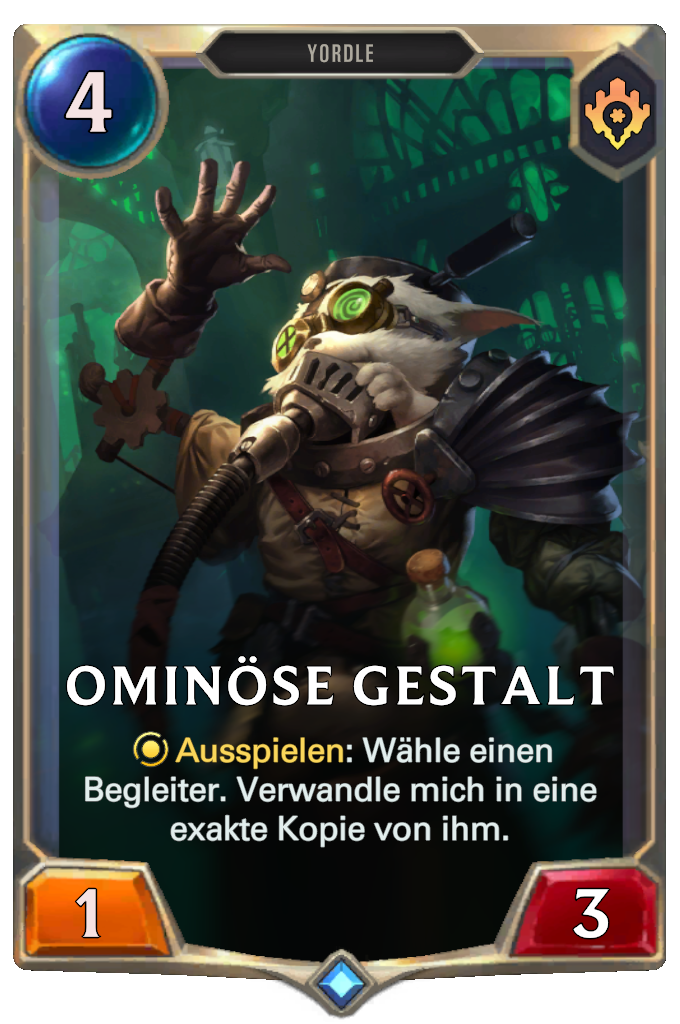 4
YORDLE
OMINÖSE GESTALT
Ausspielen: Wähle einen
Begleiter. Verwandle mich in eine
exakte Kopie von ihm.
1
3